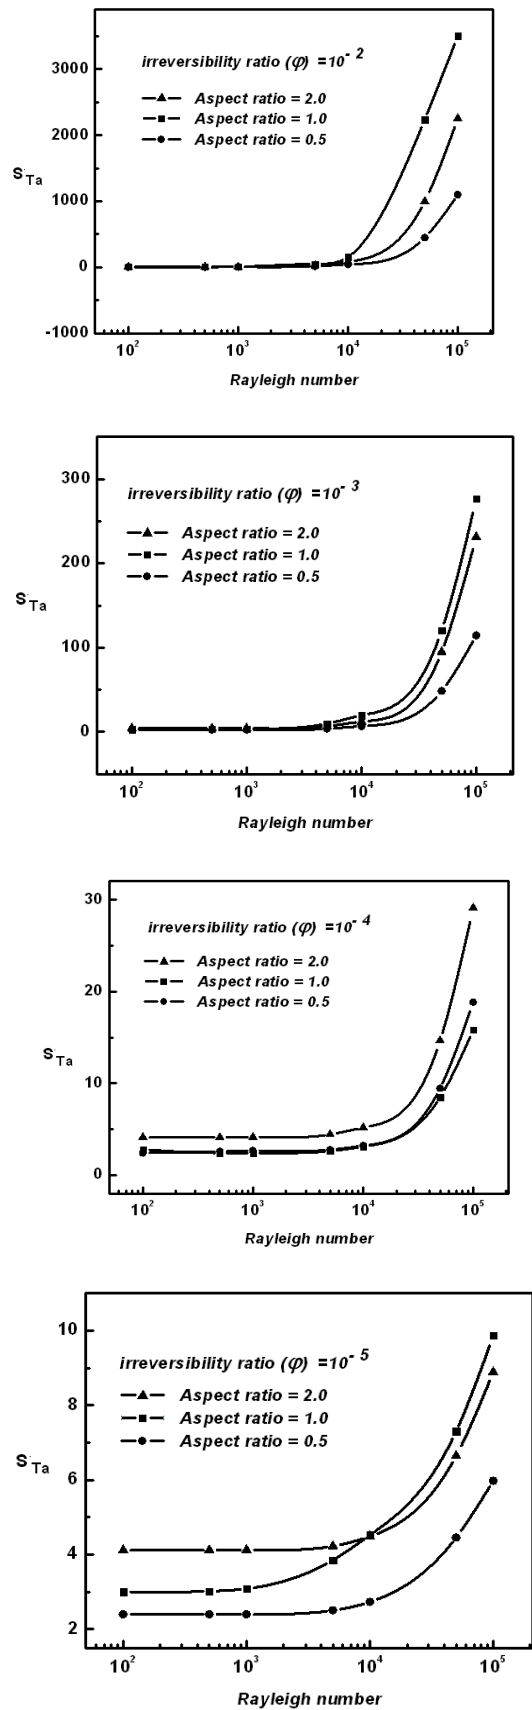 irreversibility ratio (φ) =10⁻²
Aspect ratio = 2.0
Aspect ratio = 1.0
Aspect ratio = 0.5
3000
2000
1000
0
-1000
S_Ta
10² 10³ 10⁴ 10⁵
Rayleigh number
irreversibility ratio (φ) =10⁻³
Aspect ratio = 2.0
Aspect ratio = 1.0
Aspect ratio = 0.5
300
200
100
0
S_Ta
10² 10³ 10⁴ 10⁵
Rayleigh number
irreversibility ratio (φ) =10⁻⁴
Aspect ratio = 2.0
Aspect ratio = 1.0
Aspect ratio = 0.5
30
20
10
0
S_Ta
10² 10³ 10⁴ 10⁵
Rayleigh number
irreversibility ratio (φ) =10⁻⁵
Aspect ratio = 2.0
Aspect ratio = 1.0
Aspect ratio = 0.5
10
8
6
4
2
S_Ta
10² 10³ 10⁴ 10⁵
Rayleigh number